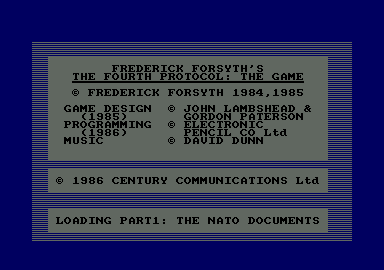 FREDERICK FORSYTH'S
THE FOURTH PROTOCOL: THE GAME
© FREDERICK FORSYTH 1984,1985
GAME DESIGN © JOHN LAMBSHEAD &
(1985) GORDON PATERSON
PROGRAMMING © ELECTRONIC
(1986) PENCIL CO Ltd
MUSIC © DAVID DUNN
© 1986 CENTURY COMMUNICATIONS Ltd
LOADING PART1: THE NATO DOCUMENTS